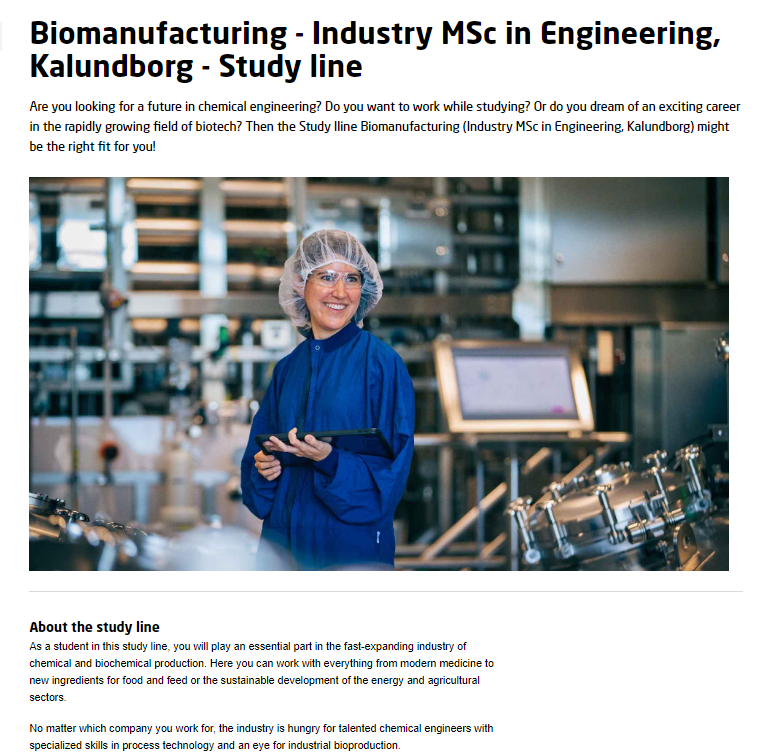 Biomanufacturing - Industry MSc in Engineering,
Kalundborg - Study line
Are you looking for a future in chemical engineering? Do you want to work while studying? Or do you dream of an exciting career
in the rapidly growing field of biotech? Then the Study lline Biomanufacturing (Industry MSc in Engineering, Kalundborg) might
be the right fit for you!
About the study line
As a student in this study line, you will play an essential part in the fast-expanding industry of
chemical and biochemical production. Here you can work with everything from modern medicine to
new ingredients for food and feed or the sustainable development of the energy and agricultural
sectors.
No matter which company you work for, the industry is hungry for talented chemical engineers with
specialized skills in process technology and an eye for industrial bioproduction.